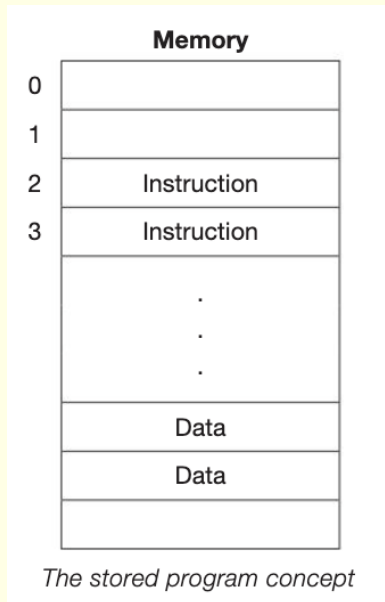 Memory
0
1
2 Instruction
3 Instruction
.
.
.
Data
Data
The stored program concept